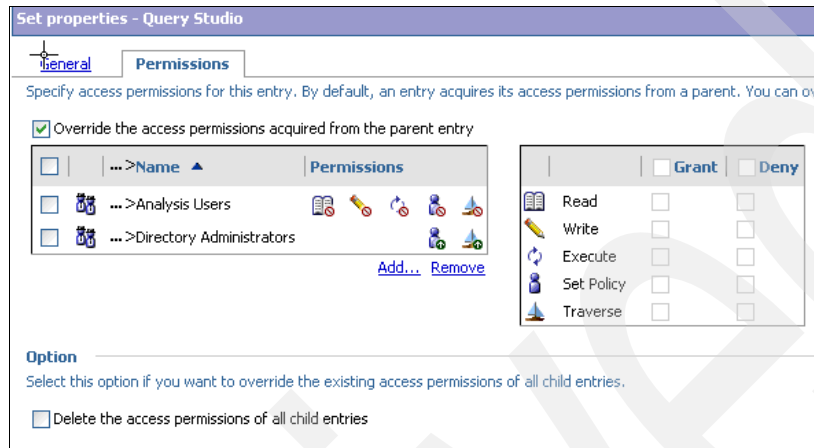 Set properties - Query Studio
General Permissions
Specify access permissions for this entry. By default, an entry acquires its access permissions from a parent. You can ov
Override the access permissions acquired from the parent entry
... >Name Permissions
... >Analysis Users
... >Directory Administrators
Add... Remove
Grant Deny
Read
Write
Execute
Set Policy
Traverse
Option
Select this option if you want to override the existing access permissions of all child entries.
Delete the access permissions of all child entries